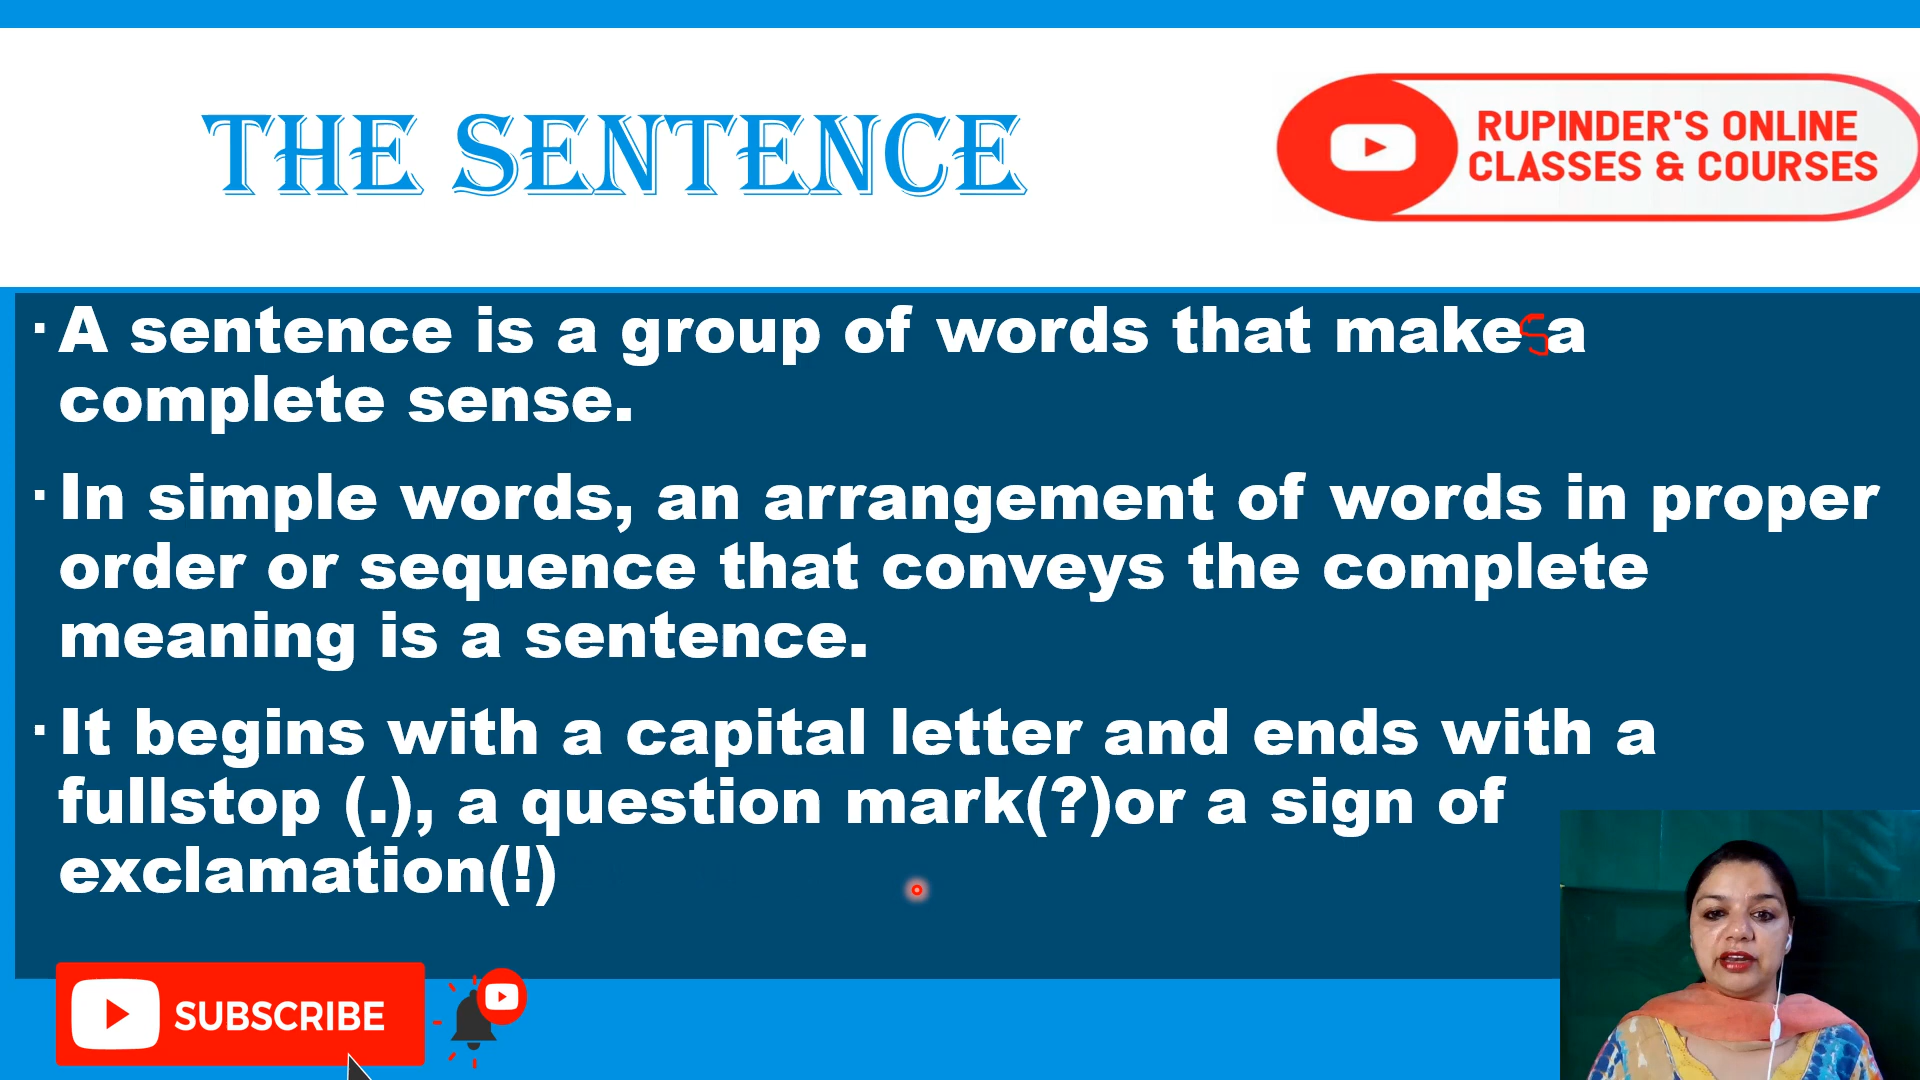 THE SENTENCE
RUPINDER'S ONLINE
CLASSES & COURSES
▪ A sentence is a group of words that makes a
complete sense.
▪ In simple words, an arrangement of words in proper
order or sequence that conveys the complete
meaning is a sentence.
▪ It begins with a capital letter and ends with a
fullstop (.), a question mark(?)or a sign of
exclamation(!)
SUBSCRIBE